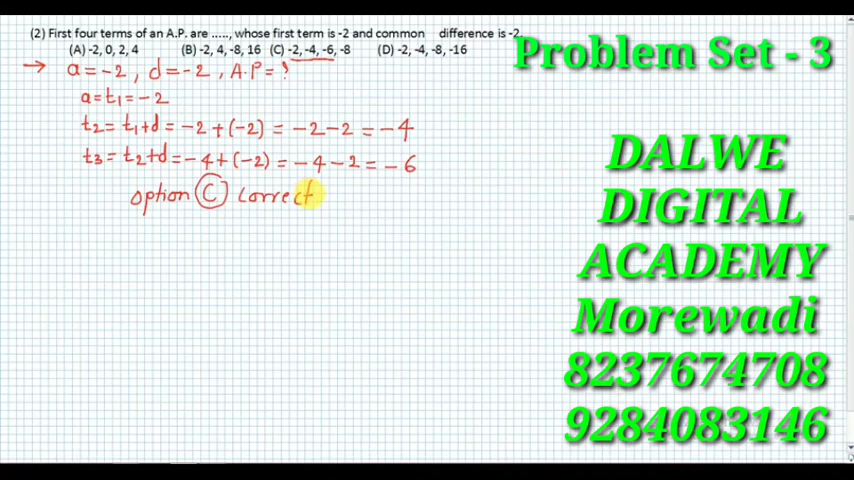 (2) First four terms of an A.P. are ....., whose first term is -2 and common difference is -2.
(A) -2, 0, 2, 4 (B) -2, 4, -8, 16 (C) -2, -4, -6, -8 (D) -2, -4, -8, -16
→ a = -2 , d = -2 , A.P = ?
a = t₁ = -2
t₂ = t₁+d = -2 + (-2) = -2 -2 = -4
t₃ = t₂+d = -4 + (-2) = -4 -2 = -6
option C correct
Problem Set - 3
DALWE
DIGITAL
ACADEMY
Morewadi
8237674708
9284083146